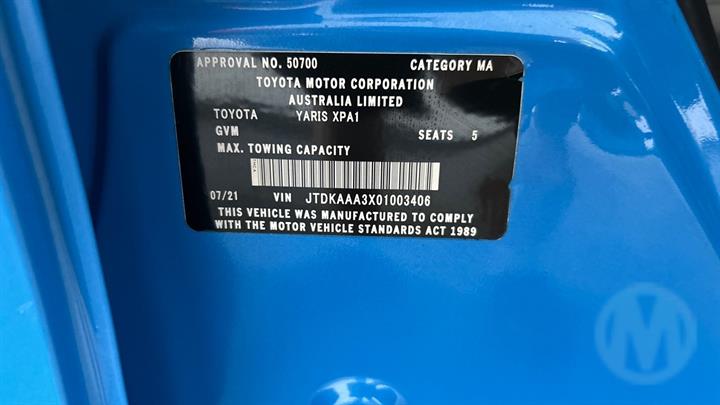 APPROVAL NO. 50700 CATEGORY MA
TOYOTA MOTOR CORPORATION
AUSTRALIA LIMITED
TOYOTA YARIS XPA1
GVM SEATS 5
MAX. TOWING CAPACITY
07/21 VIN JTDKAAA3X01003406
THIS VEHICLE WAS MANUFACTURED TO COMPLY
WITH THE MOTOR VEHICLE STANDARDS ACT 1989
M